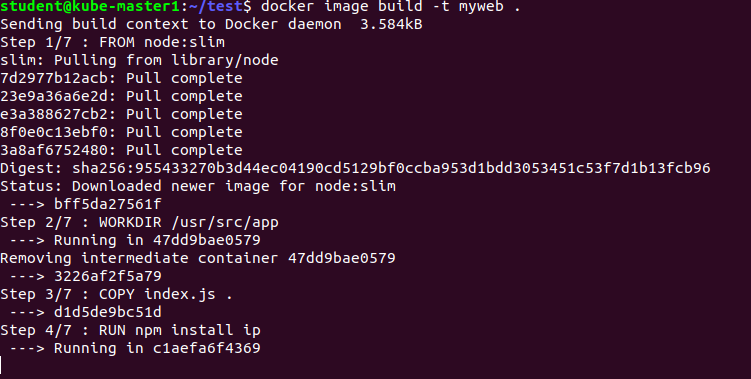 student@kube-master1:~/test$ docker image build -t myweb .
Sending build context to Docker daemon  3.584kB
Step 1/7 : FROM node:slim
slim: Pulling from library/node
7d2977b12acb: Pull complete
23e9a36a6e2d: Pull complete
e3a388627cb2: Pull complete
8f0e0c13ebf0: Pull complete
3a8af6752480: Pull complete
Digest: sha256:955433270b3d44ec04190cd5129bf0ccba953d1bdd3053451c53f7d1b13fcb96
Status: Downloaded newer image for node:slim
 ---> bff5da27561f
Step 2/7 : WORKDIR /usr/src/app
 ---> Running in 47dd9bae0579
Removing intermediate container 47dd9bae0579
 ---> 3226af2f5a79
Step 3/7 : COPY index.js .
 ---> d1d5de9bc51d
Step 4/7 : RUN npm install ip
 ---> Running in c1aefa6f4369